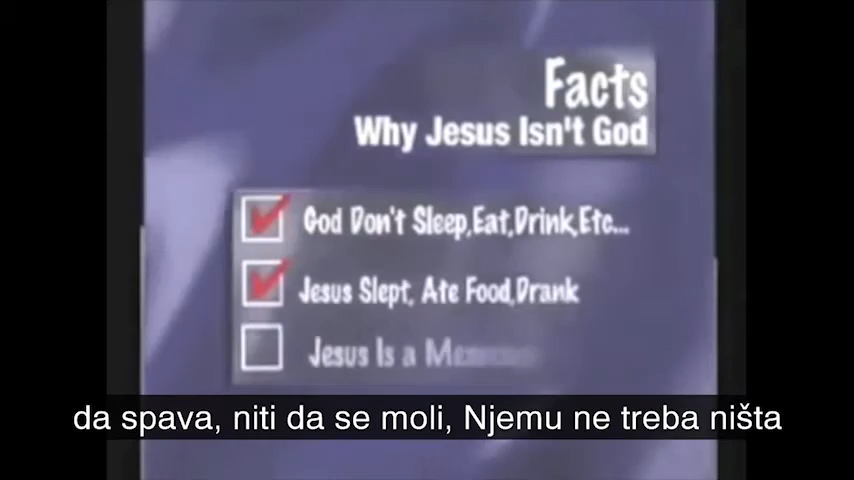 Facts
Why Jesus Isn't God
God Don't Sleep,Eat,Drink,Etc...
Jesus Slept, Ate Food,Drank
Jesus Is a
da spava, niti da se moli, Njemu ne treba ništa